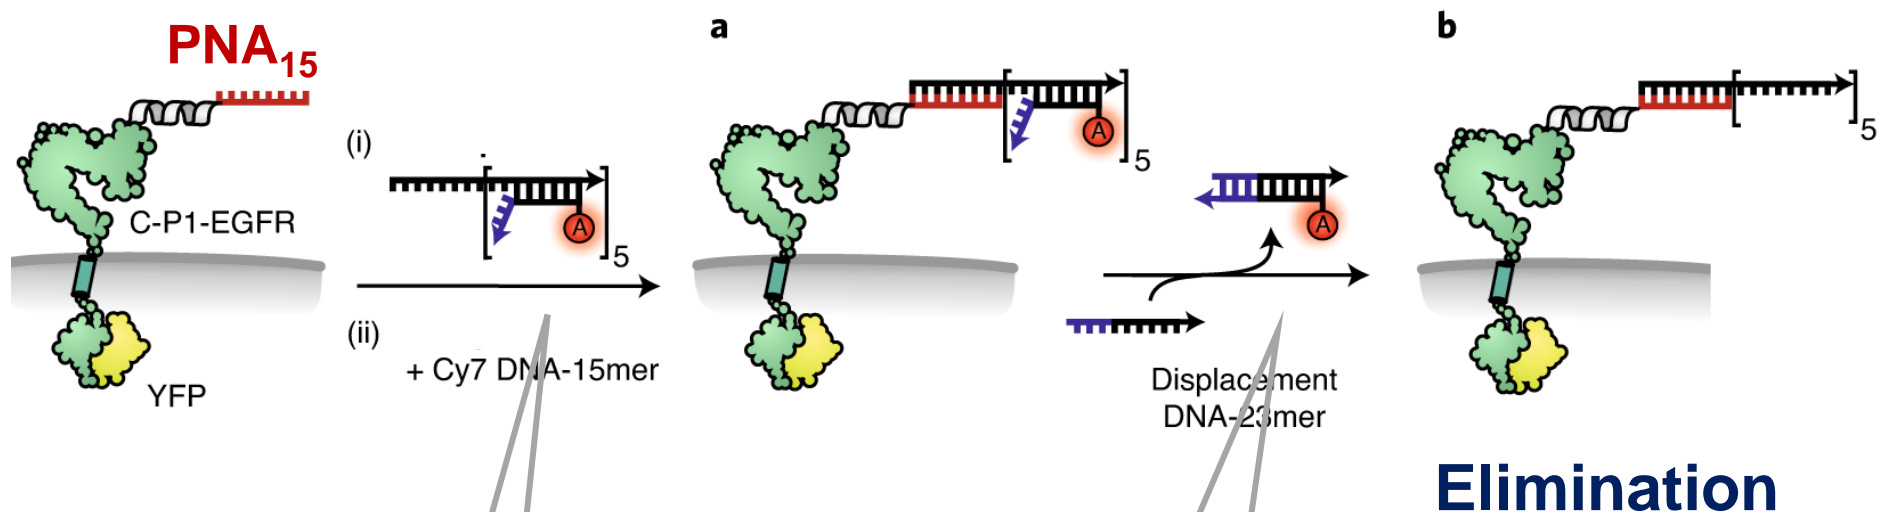 PNA15
C-P1-EGFR
YFP
(i)
A
5
(ii)
+ Cy7 DNA-15mer
a
A
5
A
Displacement
DNA-23mer
b
5
Elimination